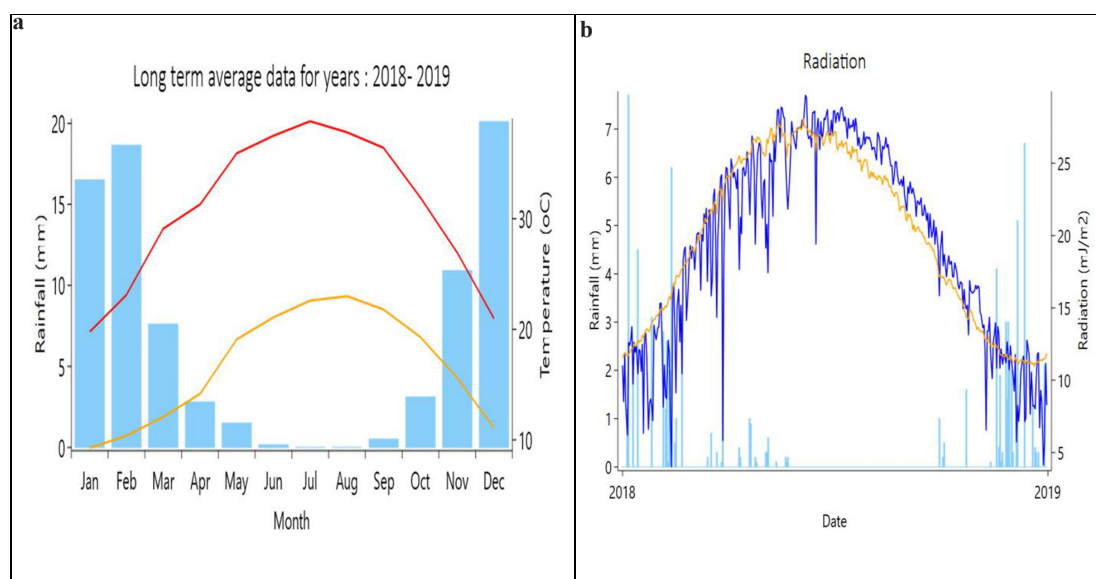 a
Long term average data for years : 2018- 2019
20
15
10
5
0
Rainfall (mm)
30
20
10
Temperature (oC)
Jan Feb Mar Apr May Jun Jul Aug Sep Oct Nov Dec
Month
b
Radiation
7
6
5
4
3
2
1
0
Rainfall (mm)
25
20
15
10
5
Radiation (mJ/m2)
2018 2019
Date